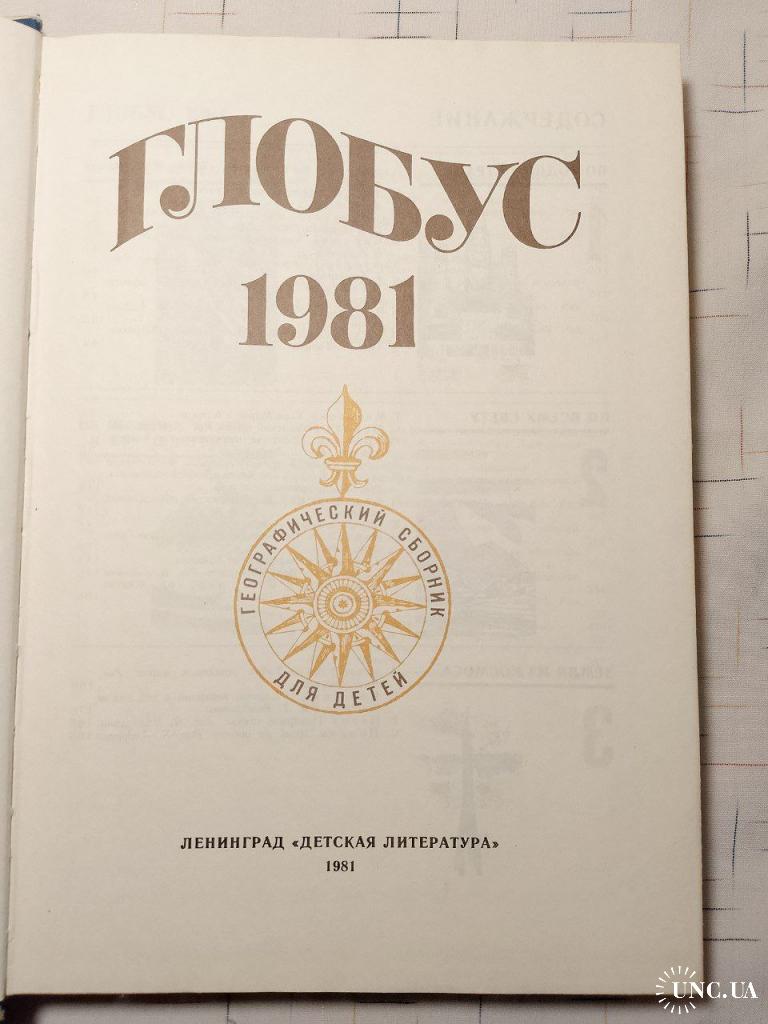 ГЛОБУС
1981
ГЕОГРАФИЧЕСКИЙ СБОРНИК
ДЛЯ ДЕТЕЙ
ЛЕНИНГРАД «ДЕТСКАЯ ЛИТЕРАТУРА»
1981
UNC.UA